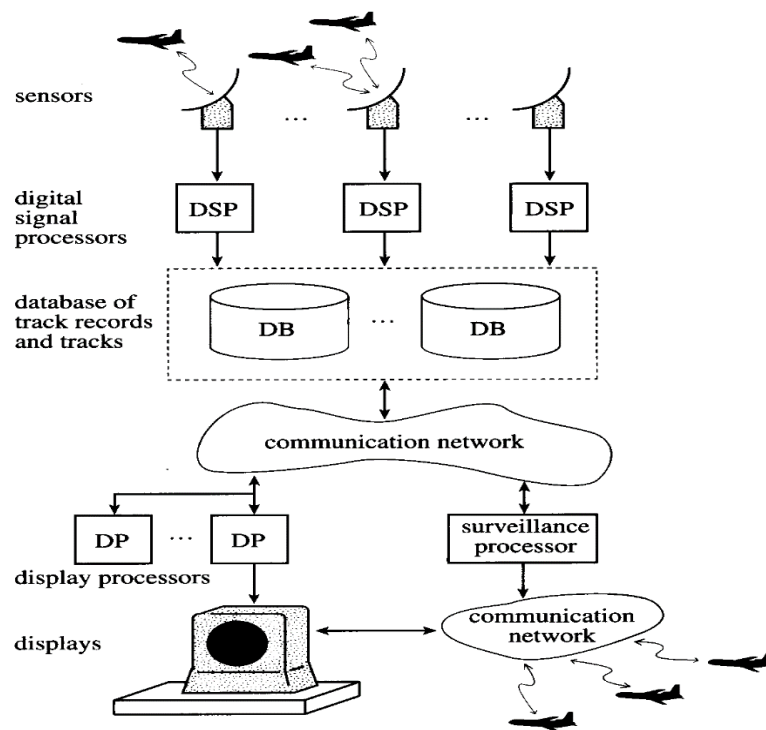 sensors
...
...
digital
signal
processors
DSP
DSP
DSP
database of
track records
and tracks
DB
...
DB
communication network
DP
...
DP
surveillance
processor
display processors
displays
communication
network